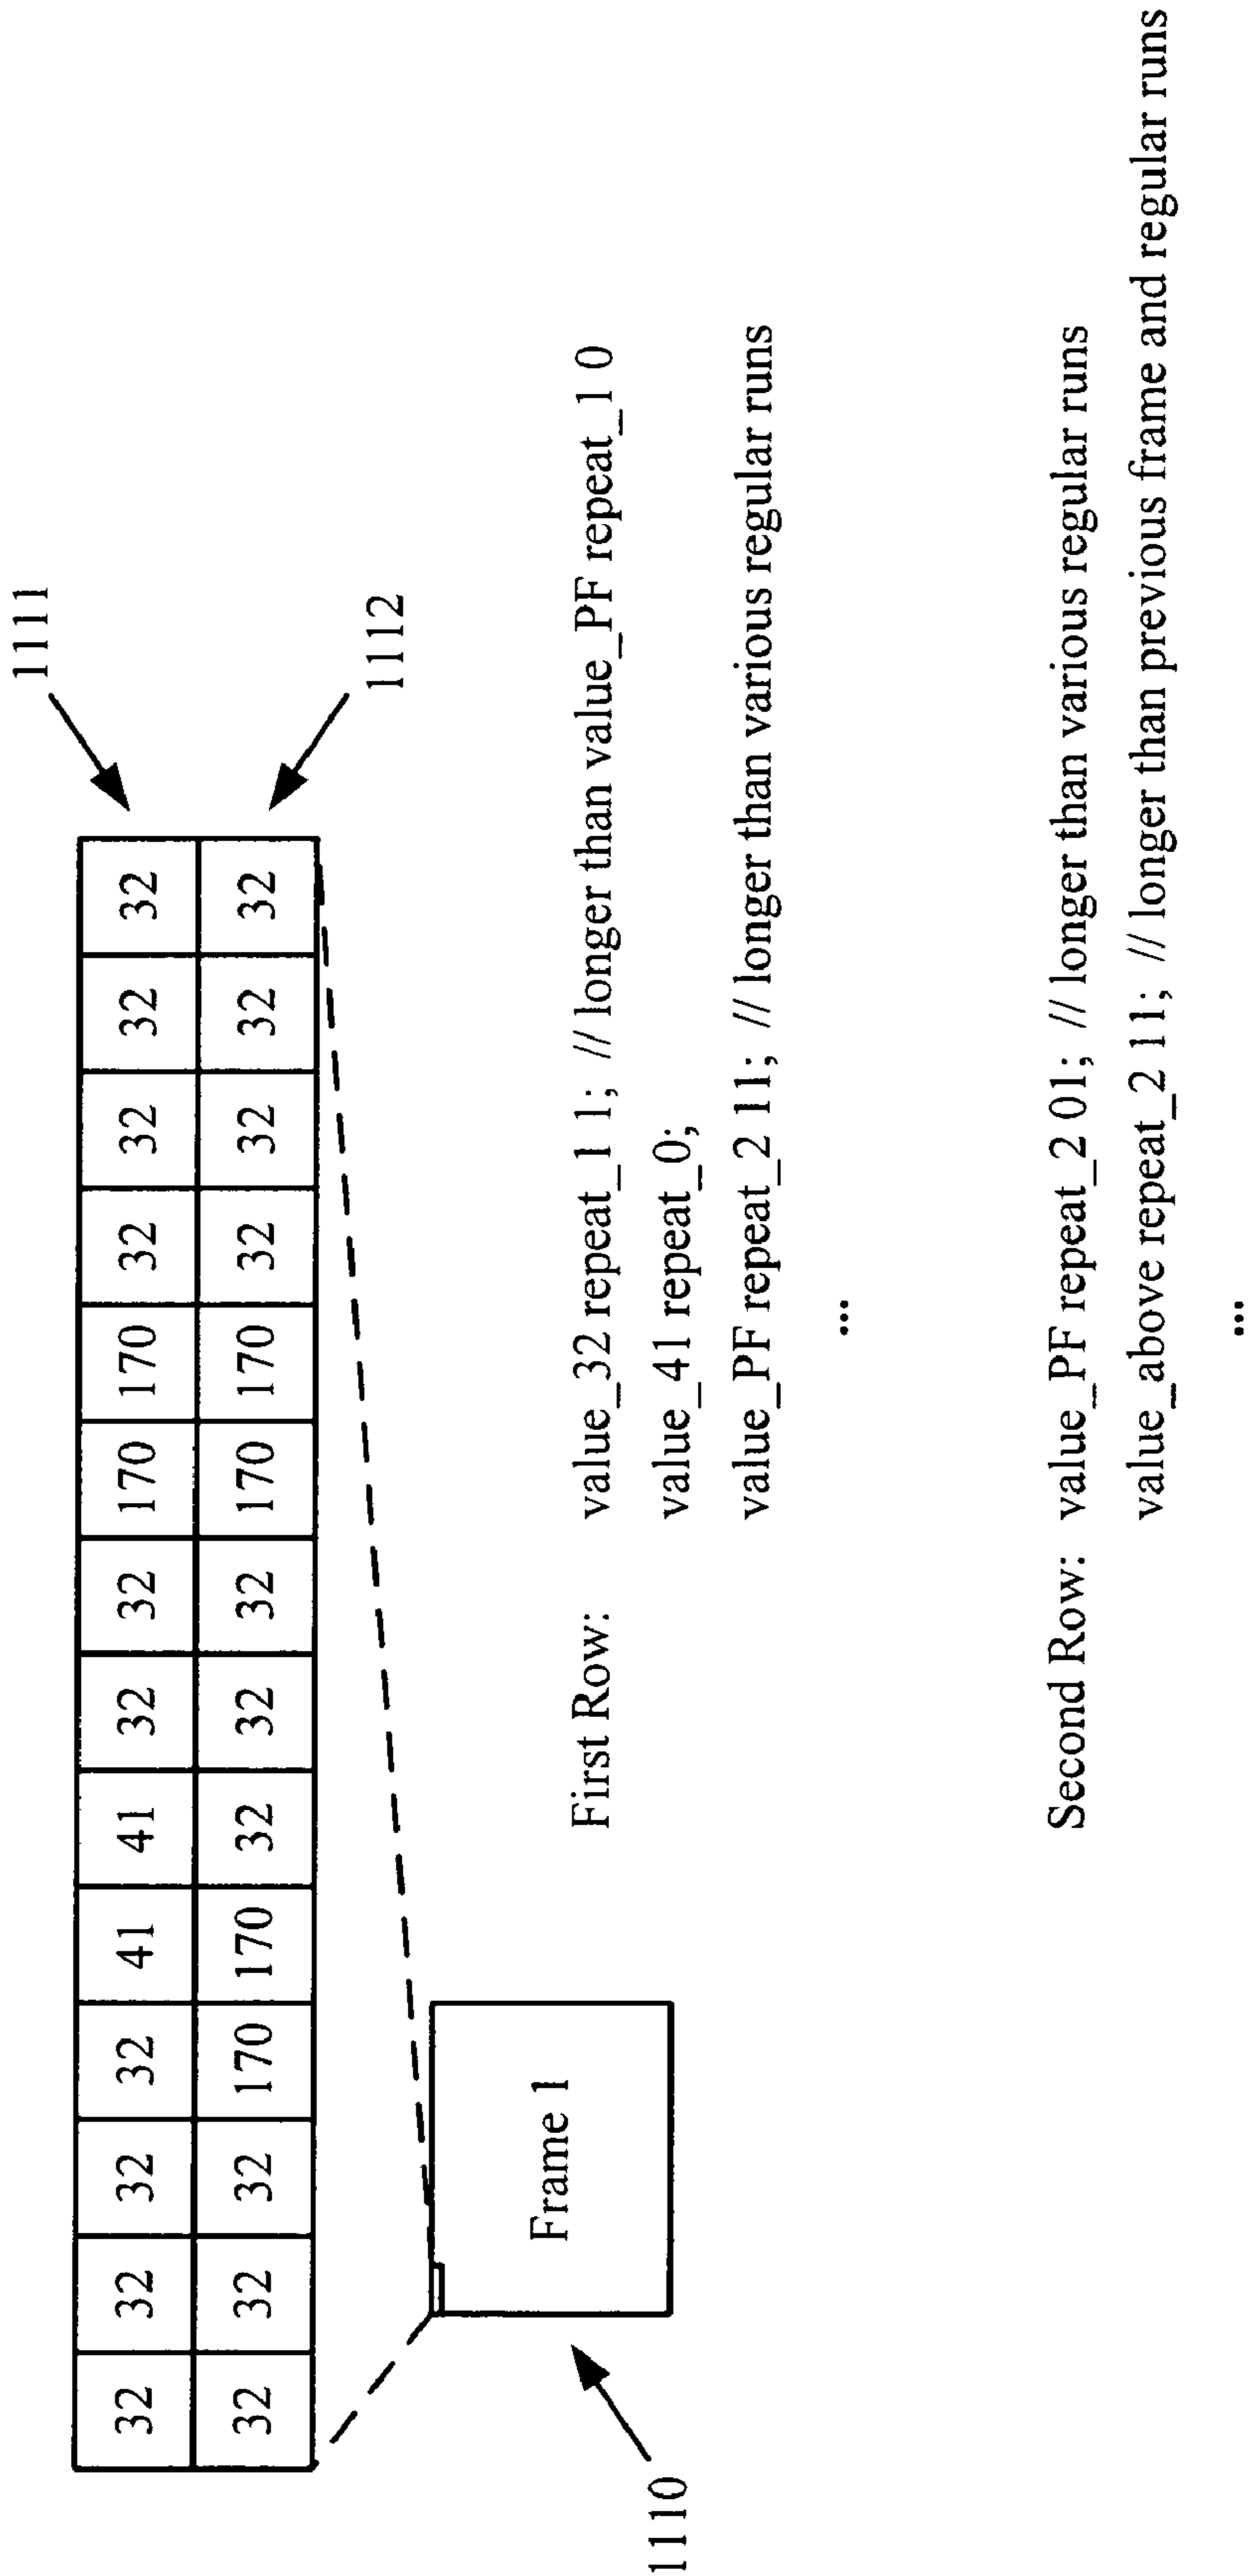 1111
32 32 32 32 41 41 32 32 170 170 32 32 32 32
32 32 32 170 170 32 32 32 170 170 32 32 32 32
1112
1110
Frame 1
First Row: value_32 repeat_1 1; // longer than value_PF repeat_1 0
value_41 repeat_0;
value_PF repeat_2 11; // longer than various regular runs
...
Second Row: value_PF repeat_2 01; // longer than various regular runs
value_above repeat_2 11; // longer than previous frame and regular runs
...